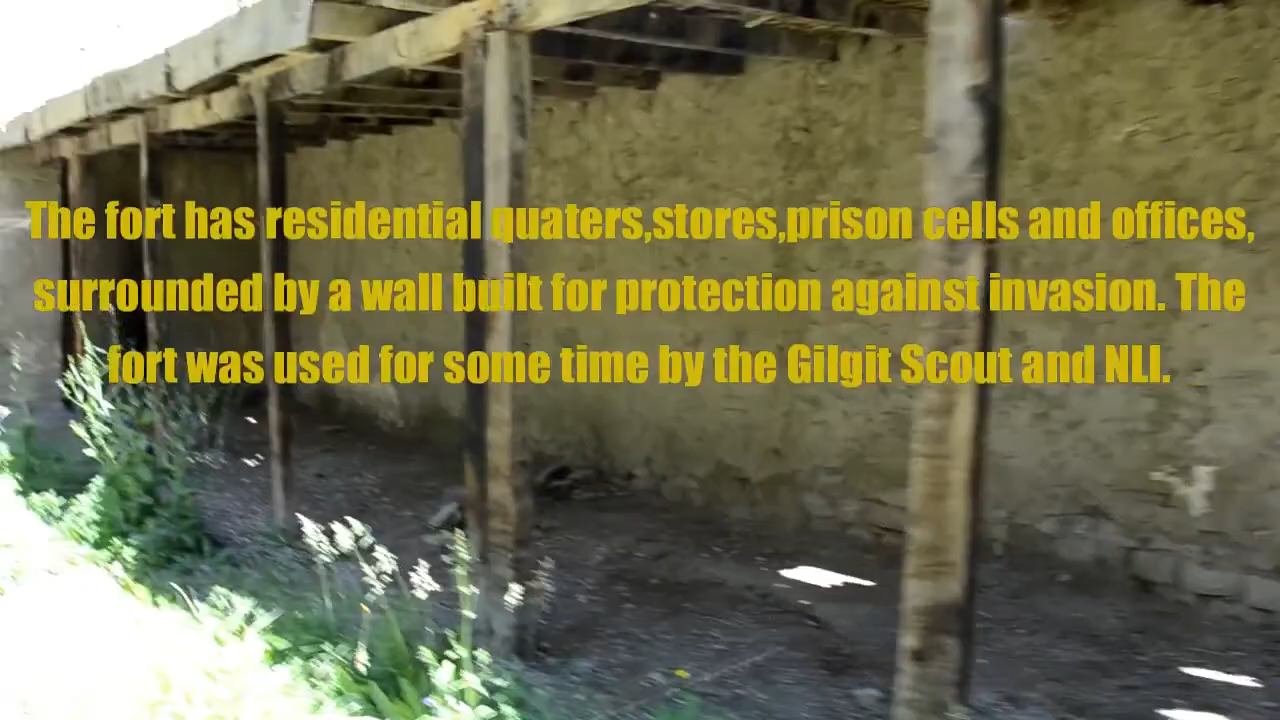 The fort has residential quaters,stores,prison cells and offices,
surrounded by a wall built for protection against invasion. The
fort was used for some time by the Gilgit Scout and NLI.